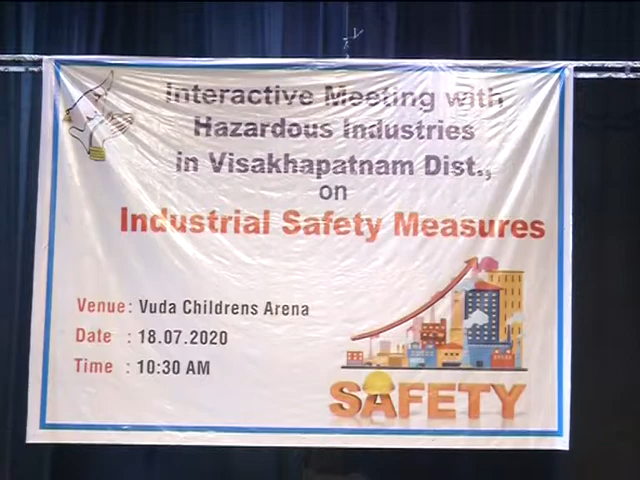 Interactive Meeting with
Hazardous Industries
in Visakhapatnam Dist.,
on
Industrial Safety Measures
Venue: Vuda Childrens Arena
Date : 18.07.2020
Time : 10:30 AM
SAFETY